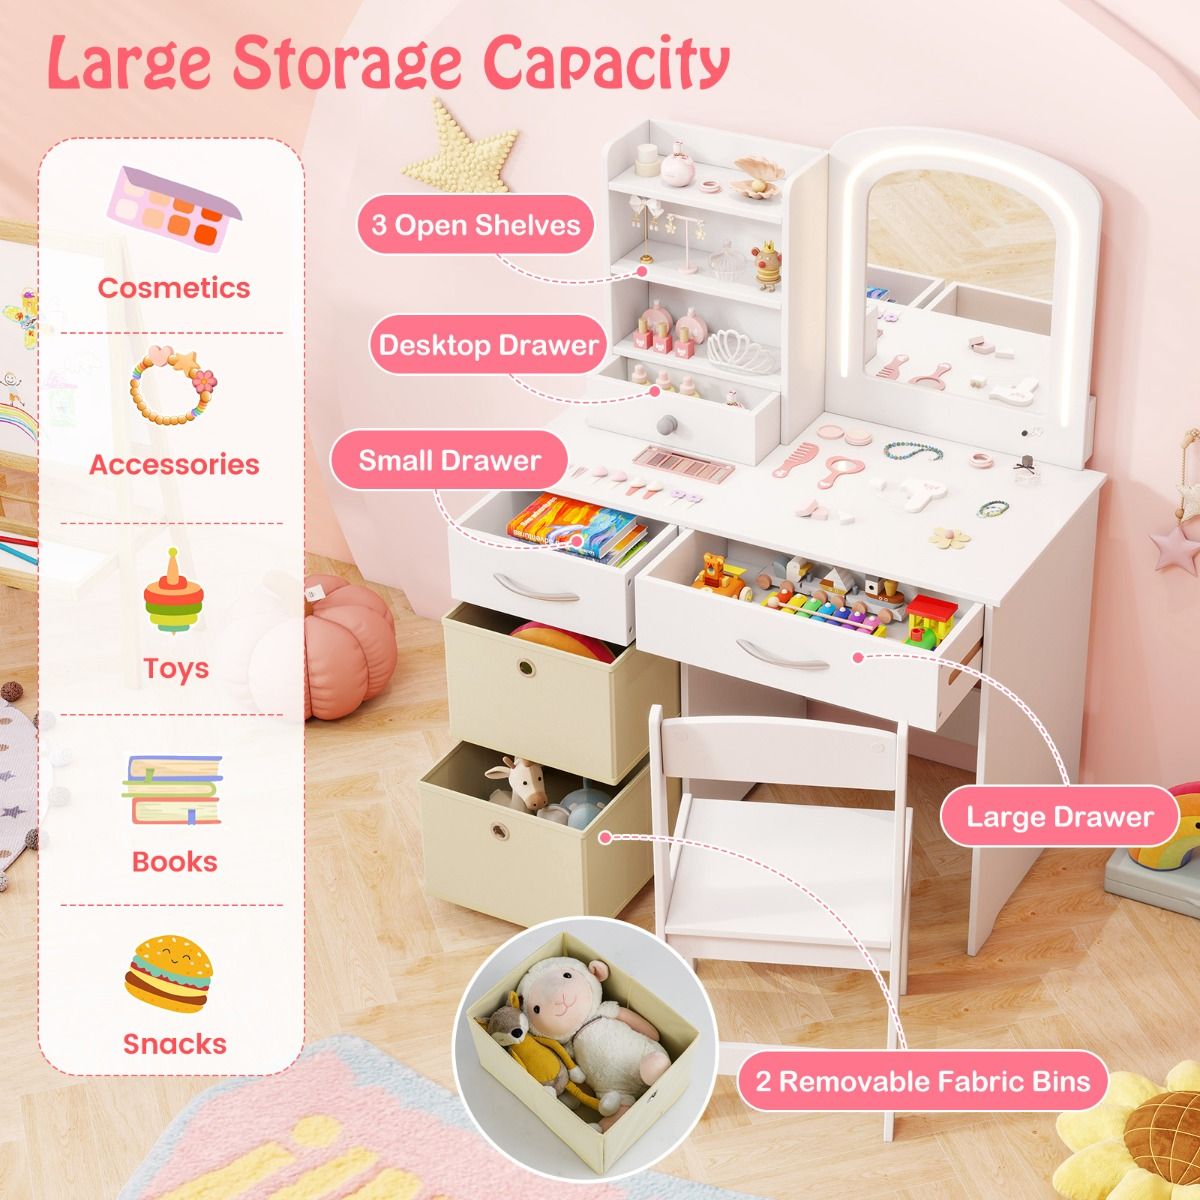 Large Storage Capacity
Cosmetics
Accessories
Toys
Books
Snacks
3 Open Shelves
Desktop Drawer
Small Drawer
Large Drawer
2 Removable Fabric Bins